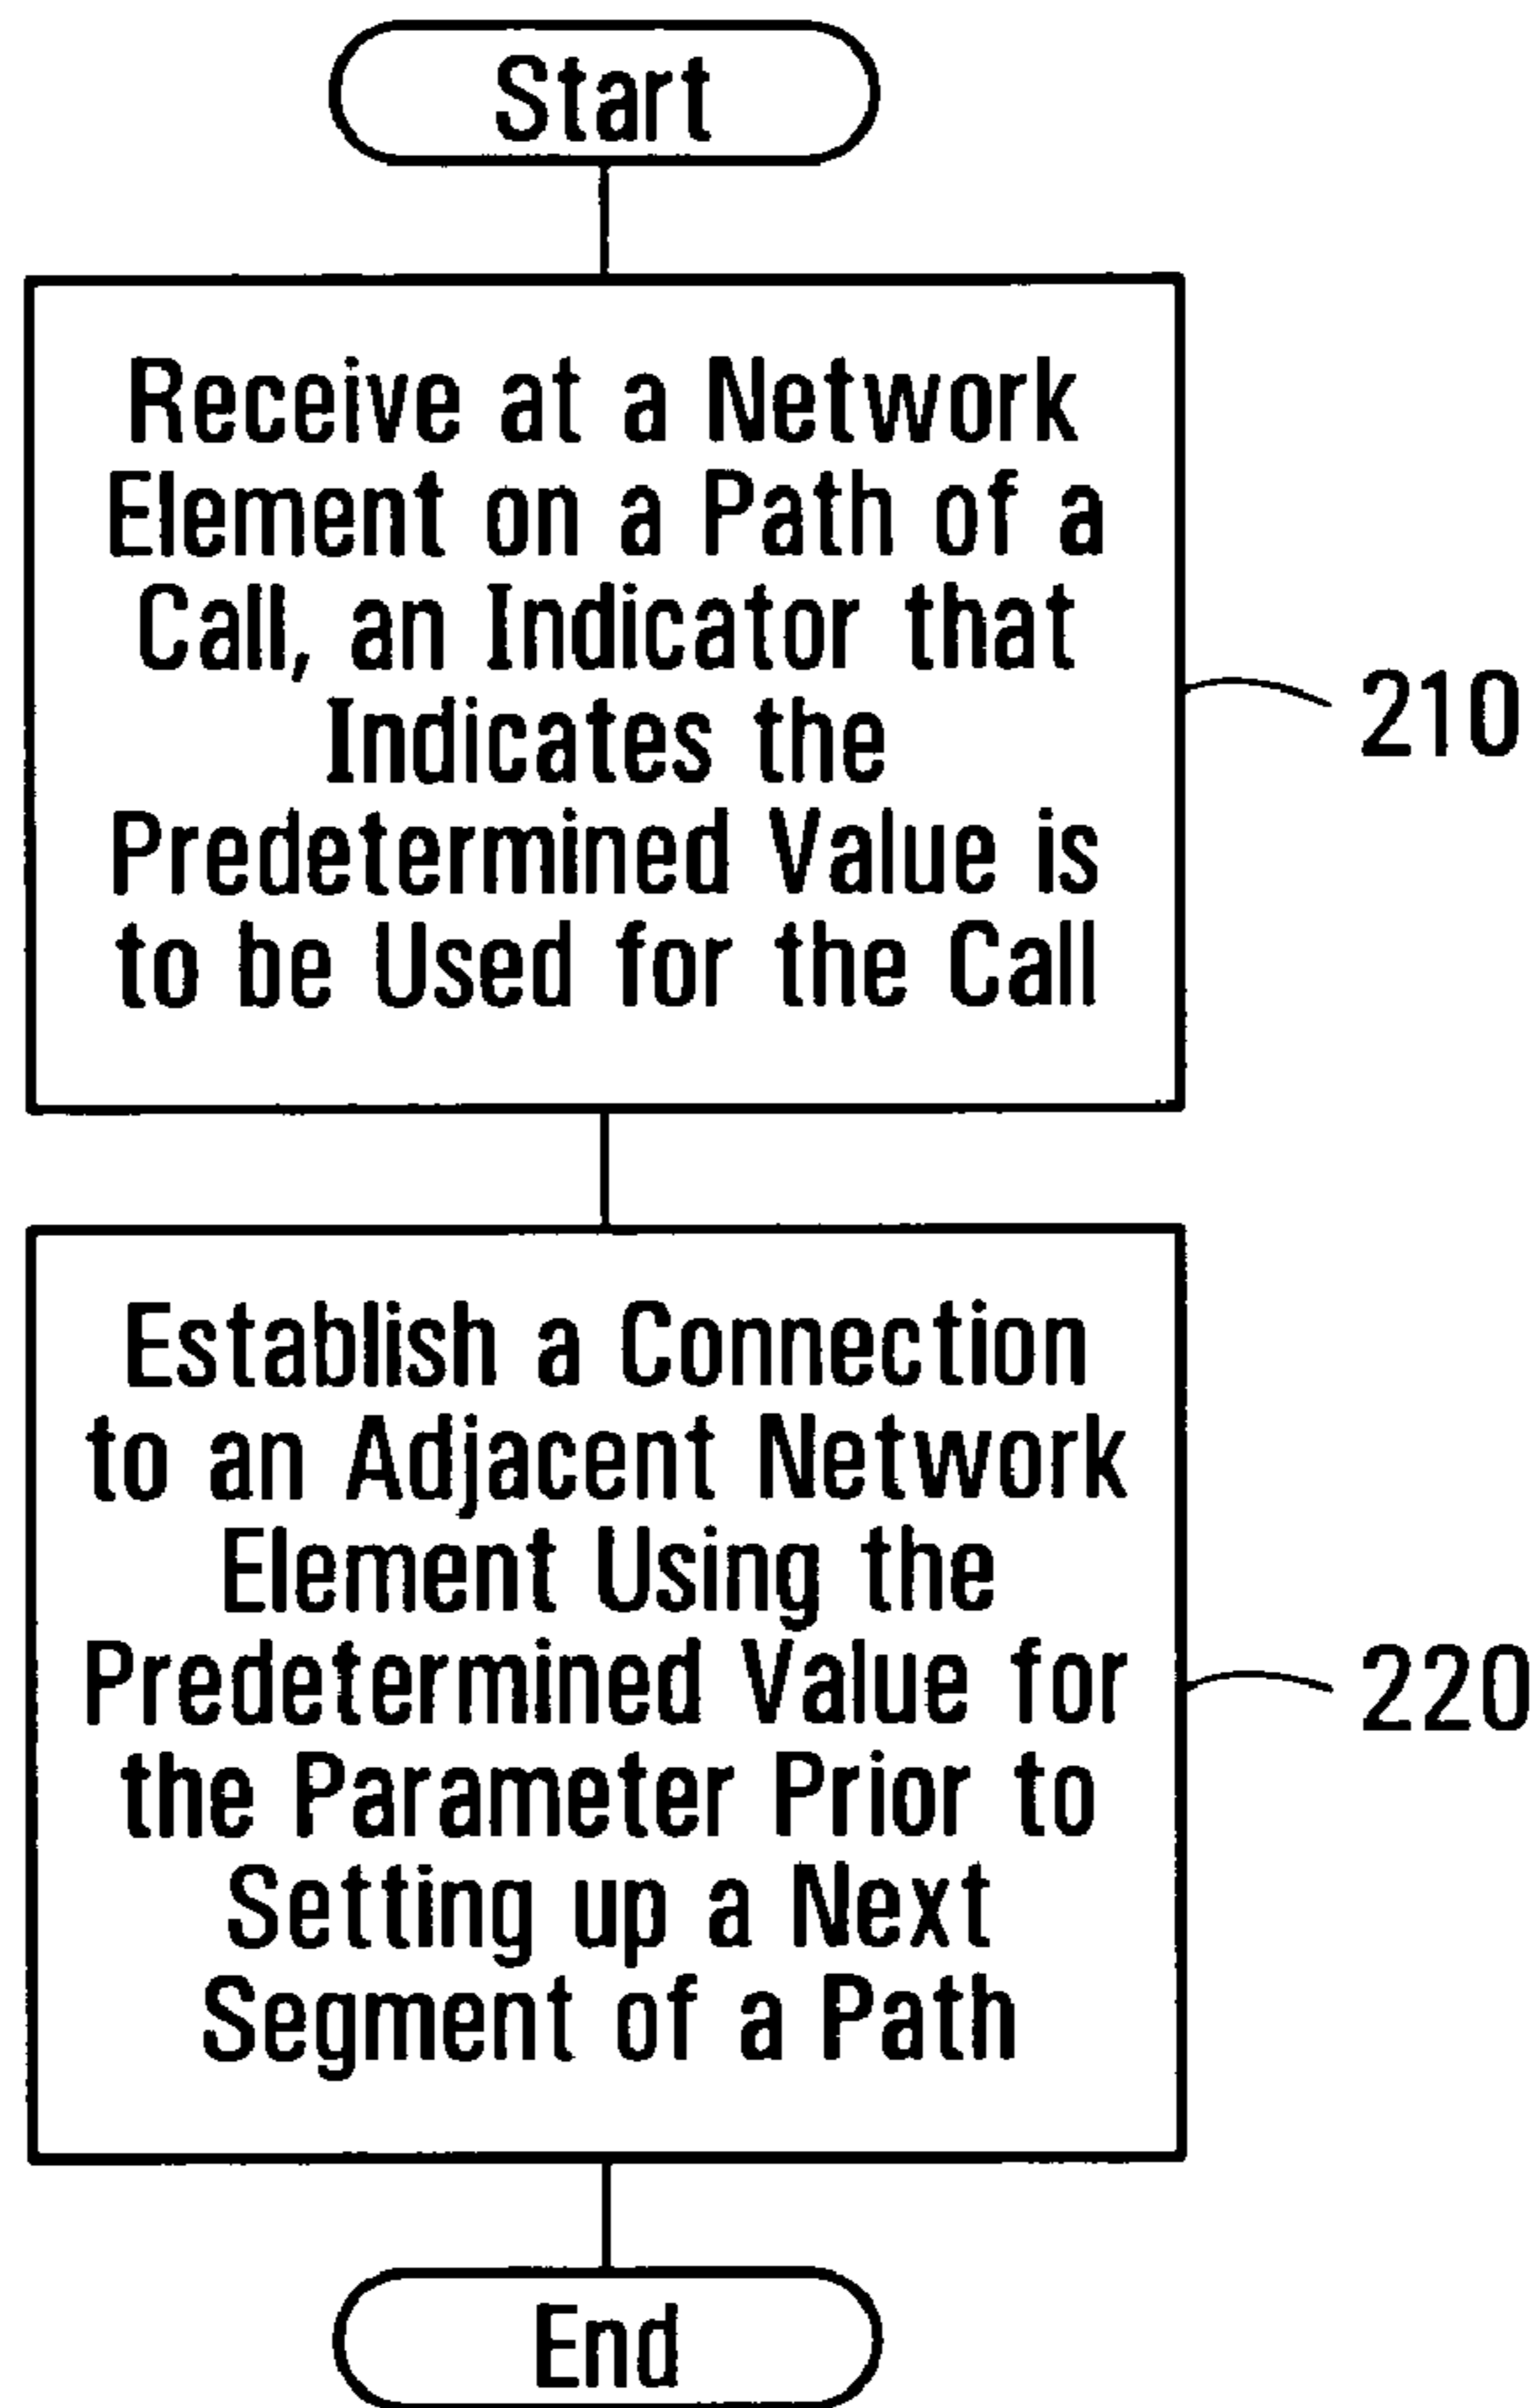 Start
Receive at a Network
Element on a Path of a
Call, an Indicator that
Indicates the
Predetermined Value is
to be Used for the Call
210
Establish a Connection
to an Adjacent Network
Element Using the
Predetermined Value for
the Parameter Prior to
Setting up a Next
Segment of a Path
220
End